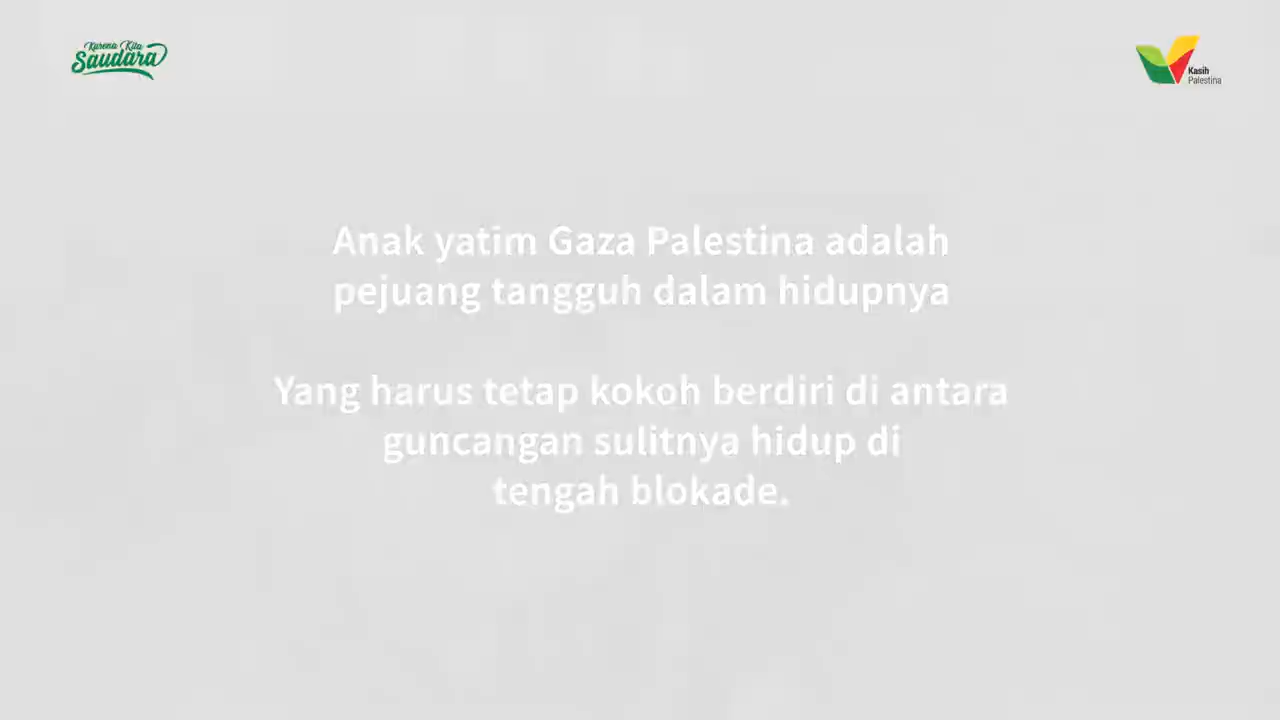 Karena Kita
Saudara
Kasih
Palestina
Anak yatim Gaza Palestina adalah
pejuang tangguh dalam hidupnya
Yang harus tetap kokoh berdiri di antara
guncangan sulitnya hidup di
tengah blokade.